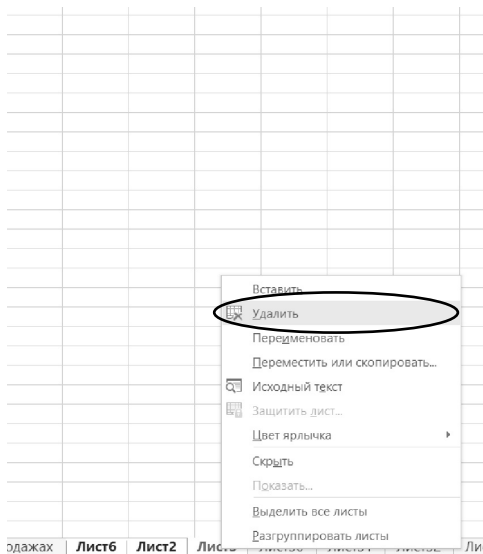 Вставить
Удалить
Переименовать
Переместить или скопировать...
Исходный текст
Защитить лист...
Цвет ярлычка
Скрыть
Показать...
Выделить все листы
Разгруппировать листы
одажах Лист6 Лист2